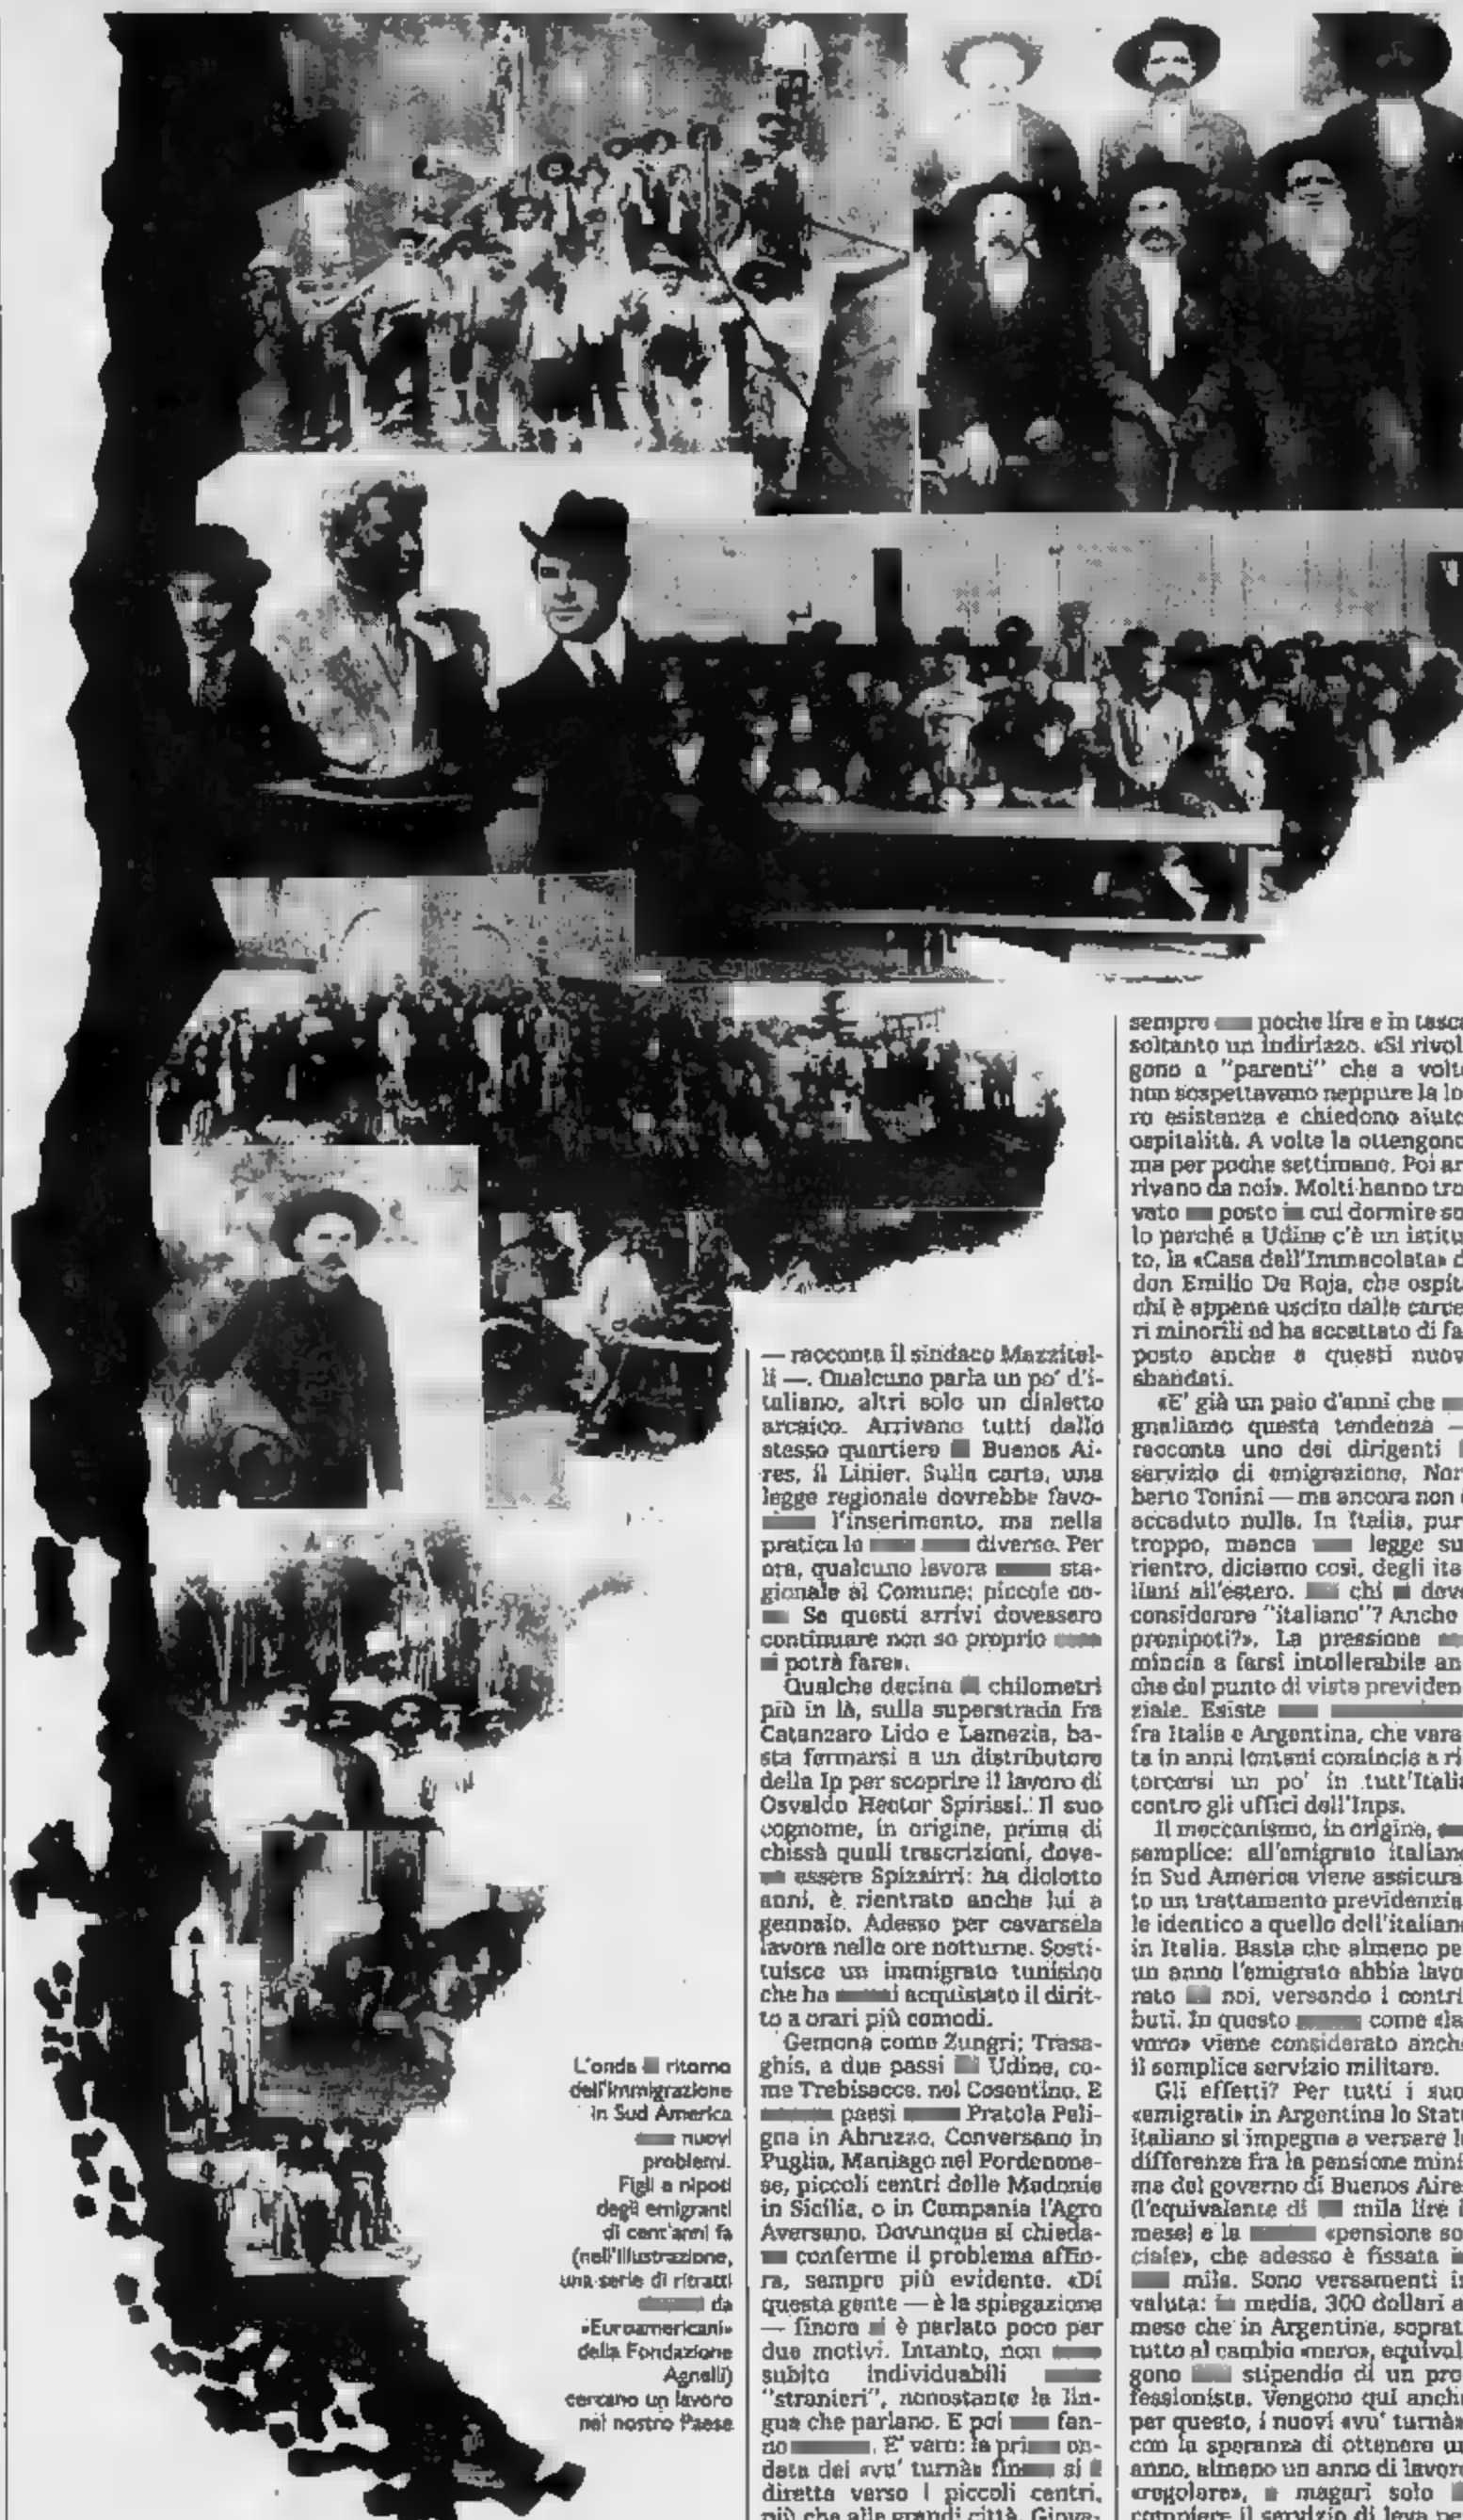 L'onda ritorno
dell'immigrazione
in Sud America
nuovi
problemi.
Figli e nipoti
degli emigranti
di cent'anni fa
(nell'illustrazione,
una serie di ritratti
da
«Euroamericani»
della Fondazione
Agnelli)
cercano un lavoro
nel nostro Paese
— racconta il sindaco Mazzitel-
li —. Qualcuno parla un po' d'i-
taliano, altri solo un dialetto
arcaico. Arrivano tutti dallo
stesso quartiere Buenos Ai-
res, il Linier. Sulla carta, una
legge regionale dovrebbe favo-
l'inserimento, ma nella
pratica le diverse. Per
ora, qualcuno lavora sta-
gionale al Comune: piccole co-
Se questi arrivi dovessero
continuare non so proprio
si potrà fare».
Qualche decina chilometri
più in là, sulla superstrada fra
Catanzaro Lido e Lamezia, ba-
sta fermarsi a un distributore
della Ip per scoprire il lavoro di
Osvaldo Hector Spirissi. Il suo
cognome, in origine, prima di
chissà quali trascrizioni, dove-
essere Spizzirri: ha diciotto
anni, è rientrato anche lui a
gennaio. Adesso per cavarsela
lavora nelle ore notturne. Sosti-
tuisce un immigrato tunisino
che ha acquistato il dirit-
to a orari più comodi.
Gemona come Zungri; Trasa-
ghis, a due passi Udine, co-
me Trebisacce, nel Cosentino. E
paesi Pratola Peli-
gna in Abruzzo, Conversano in
Puglia, Maniago nel Pordenone-
se, piccoli centri delle Madonie
in Sicilia, o in Campania l'Agro
Aversano. Dovunque si chieda-
conferme il problema affio-
ra, sempre più evidente. «Di
questa gente — è la spiegazione
— finora si è parlato poco per
due motivi. Intanto, non
subito individuabili
"stranieri", nonostante la lin-
gua che parlano. E poi fan-
no . E' vero: la on-
data dei «vu' turnà» si è
diretta verso i piccoli centri,
più che alle grandi città. Giova-
sempre poche lire e in tasca
soltanto un indirizzo. «Si rivol
gono a "parenti" che a volte
non sospettavano neppure la lo
ro esistenza e chiedono aiuto
ospitalità. A volte la ottengono
ma per poche settimane. Poi ar
rivano da noi». Molti hanno tro
vato posto in cui dormire so
lo perché a Udine c'è un istitu
to, la «Casa dell'Immacolata» d
don Emilio De Roja, che ospit
chi è appena uscito dalle carce
ri minorili ed ha accettato di fa
posto anche a questi nuov
sbandati.
«E' già un paio d'anni che
gnaliamo questa tendenza —
racconta uno dei dirigenti
servizio di emigrazione, Nor
berto Tonini — ma ancora non è
accaduto nulla. In Italia, pur
troppo, manca legge su
rientro, diciamo così, degli ita
liani all'estero. chi si deve
considerare "italiano"? Anche
pronipoti?». La pressione
mincia a farsi intollerabile an
che dal punto di vista previden
ziale. Esiste
fra Italia e Argentina, che vara
ta in anni lontani comincia a ri
torcersi un po' in tutt'Italia
contro gli uffici dell'Inps.
Il meccanismo, in origine,
semplice: all'emigrato italiano
in Sud America viene assicura
to un trattamento previdenzia
le identico a quello dell'italiano
in Italia. Basta che almeno pe
un anno l'emigrato abbia lavo
rato noi, versando i contri
buti. In questo come «la
voro» viene considerato anche
il semplice servizio militare.
Gli effetti? Per tutti i suo
«emigrati» in Argentina lo Stato
italiano si impegna a versare la
differenza fra la pensione mini
ma del governo di Buenos Aires
(l'equivalente di mila lire i
mese) e la «pensione so
ciale», che adesso è fissata
mila. Sono versamenti in
valuta: in media, 300 dollari a
mese che in Argentina, soprat
tutto al cambio «nero», equival
gono stipendio di un pro
fessionista. Vengono qui anche
per questo, i nuovi «vu' turnà»
con la speranza di ottenere un
anno, almeno un anno di lavoro
«regolare», magari solo
compiere il servizio di leva pe